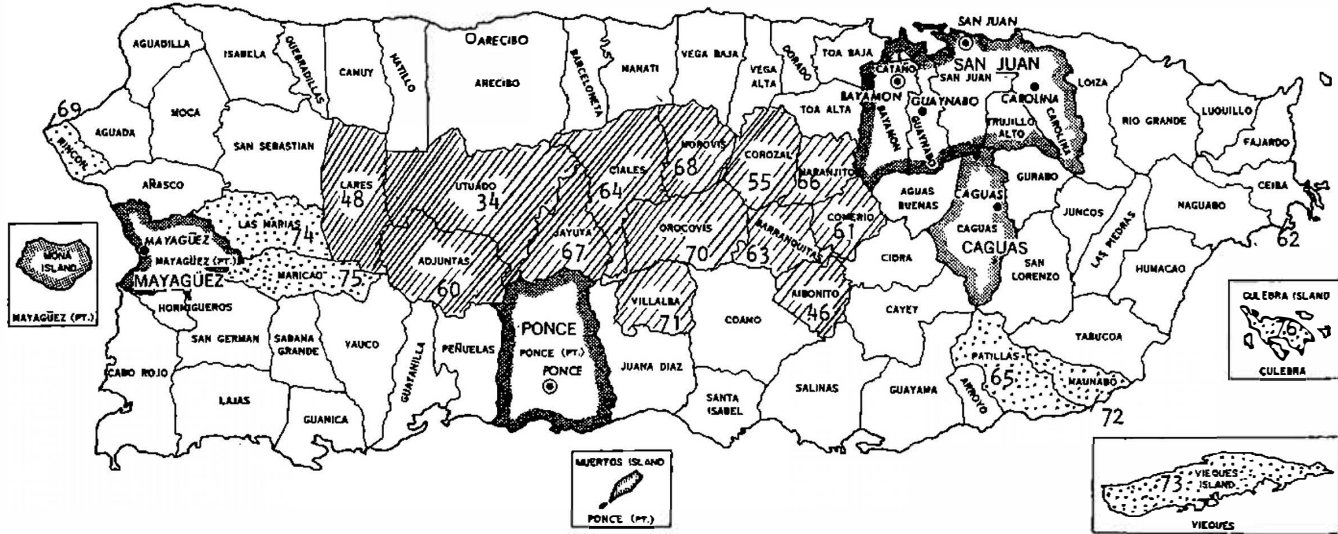 SAN JUAN
AGUADILLA
ISABELA
QUEBRADILLAS
CAMUY
HATILLO
ARECIBO
ARECIBO
BARCELONETA
MANATI
VEGA BAJA
VEGA ALTA
DORADO
TOA BAJA
CATAÑO
SAN JUAN
SAN JUAN
BAYAMON
GUAYNABO
CAROLINA
LOIZA
69
RINCON
AGUADA
MOCA
TOA ALTA
BAYAMON
GUAYNABO
TRUJILLO ALTO
CAROLINA
RIO GRANDE
LUQUILLO
FAJARDO
SAN SEBASTIAN
LARES
48
UTUADO
34
CIALES
64
MOROVIS
68
COROZAL
55
NARANJITO
66
AGUAS BUENAS
CAGUAS
GURABO
CEIBA
62
NAGUABO
AÑASCO
LAS MARIAS
74
JAYUYA
67
OROCOVIS
70
BARRANQUITAS
63
COMERIO
61
CAGUAS
CAGUAS
JUNCOS
LAS PIEDRAS
MONA ISLAND
MAYAGÜEZ (PT.)
MAYAGÜEZ
MAYAGÜEZ (PT.)
MAYAGÜEZ
MARICAO
75
ADJUNTAS
60
CIDRA
SAN LORENZO
HUMACAO
HORMIGUEROS
VILLALBA
71
AIBONITO
46
CAYEY
CULEBRA ISLAND
76
CULEBRA
SAN GERMAN
SABANA GRANDE
YAUCO
GUAYANILLA
PEÑUELAS
PONCE
PONCE (PT.)
PONCE
JUANA DIAZ
COAMO
YABUCOA
CABO ROJO
LAJAS
GUANICA
SANTA ISABEL
SALINAS
GUAYAMA
ARROYO
PATILLAS
65
MAUNABO
72
MUERTOS ISLAND
PONCE (PT.)
73
VIEQUES ISLAND
VIEQUES